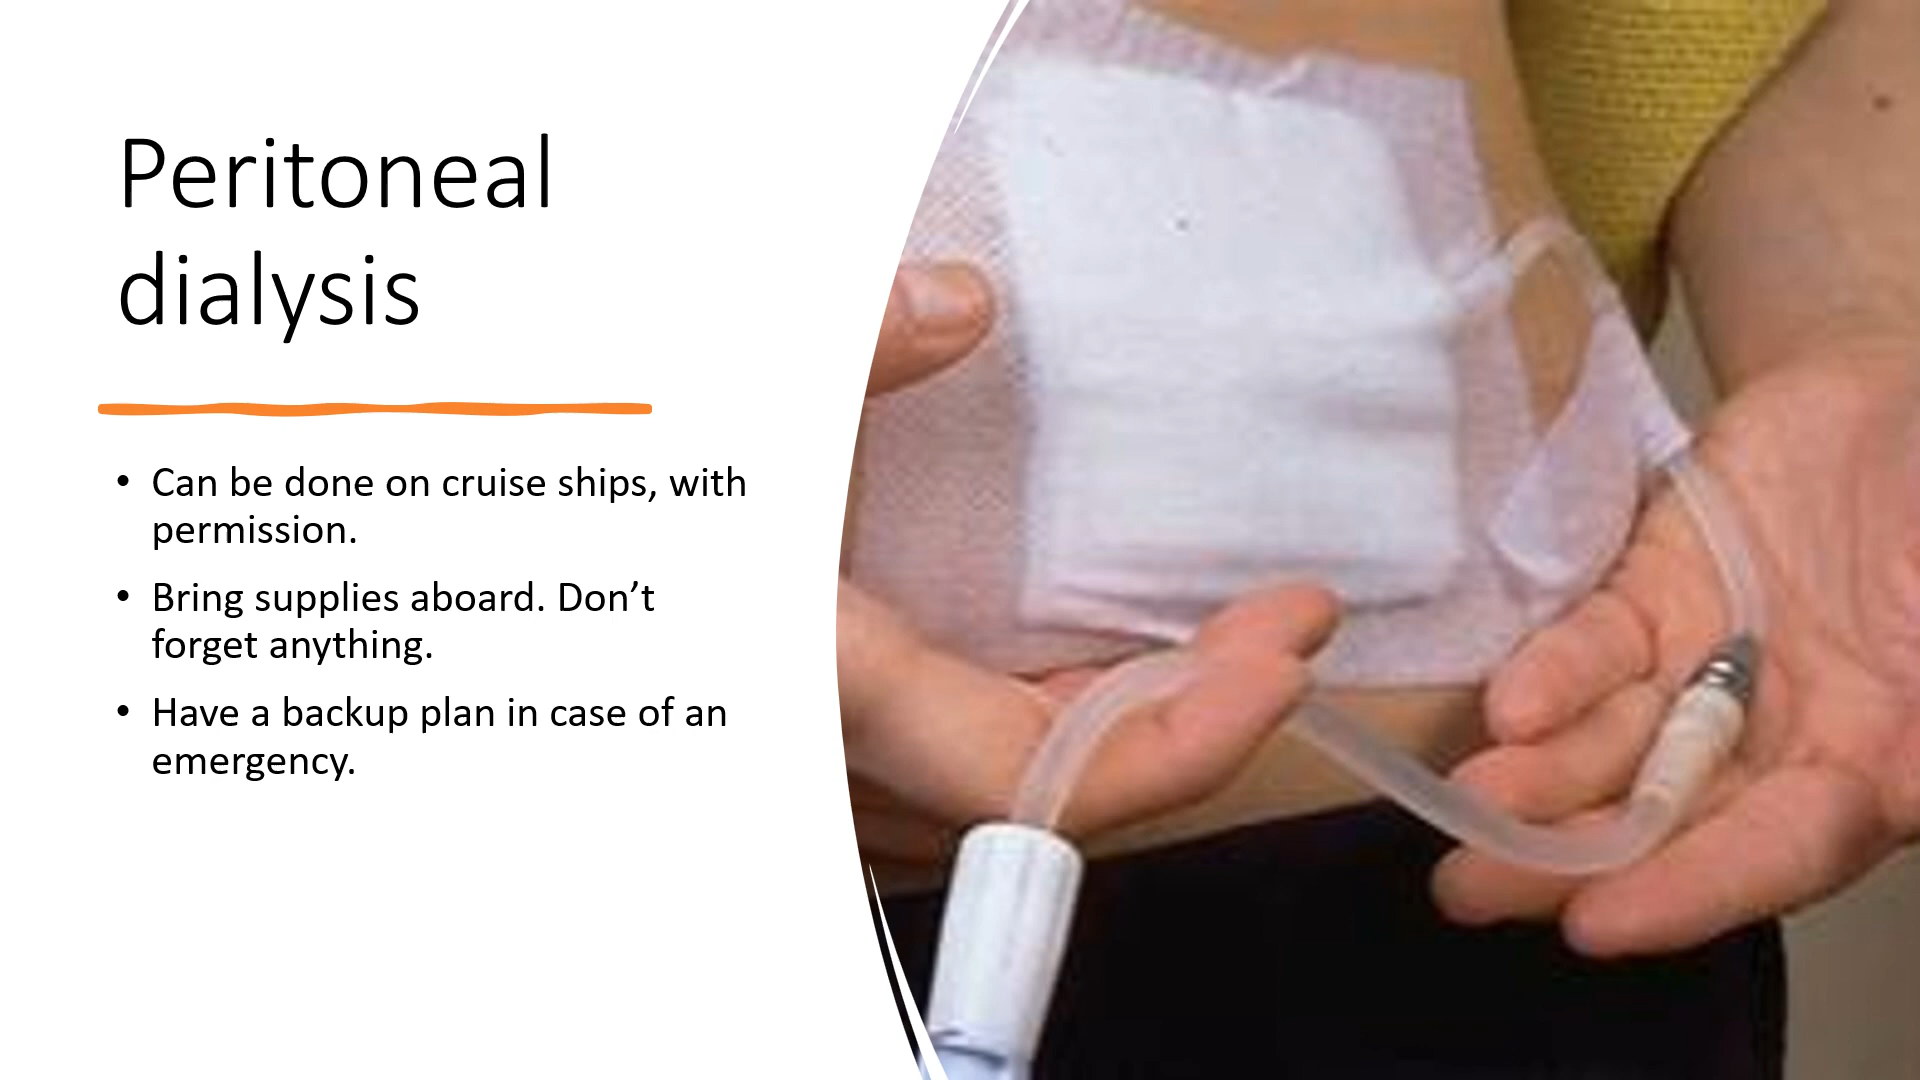 Peritoneal
dialysis
• Can be done on cruise ships, with
permission.
• Bring supplies aboard. Don’t
forget anything.
• Have a backup plan in case of an
emergency.